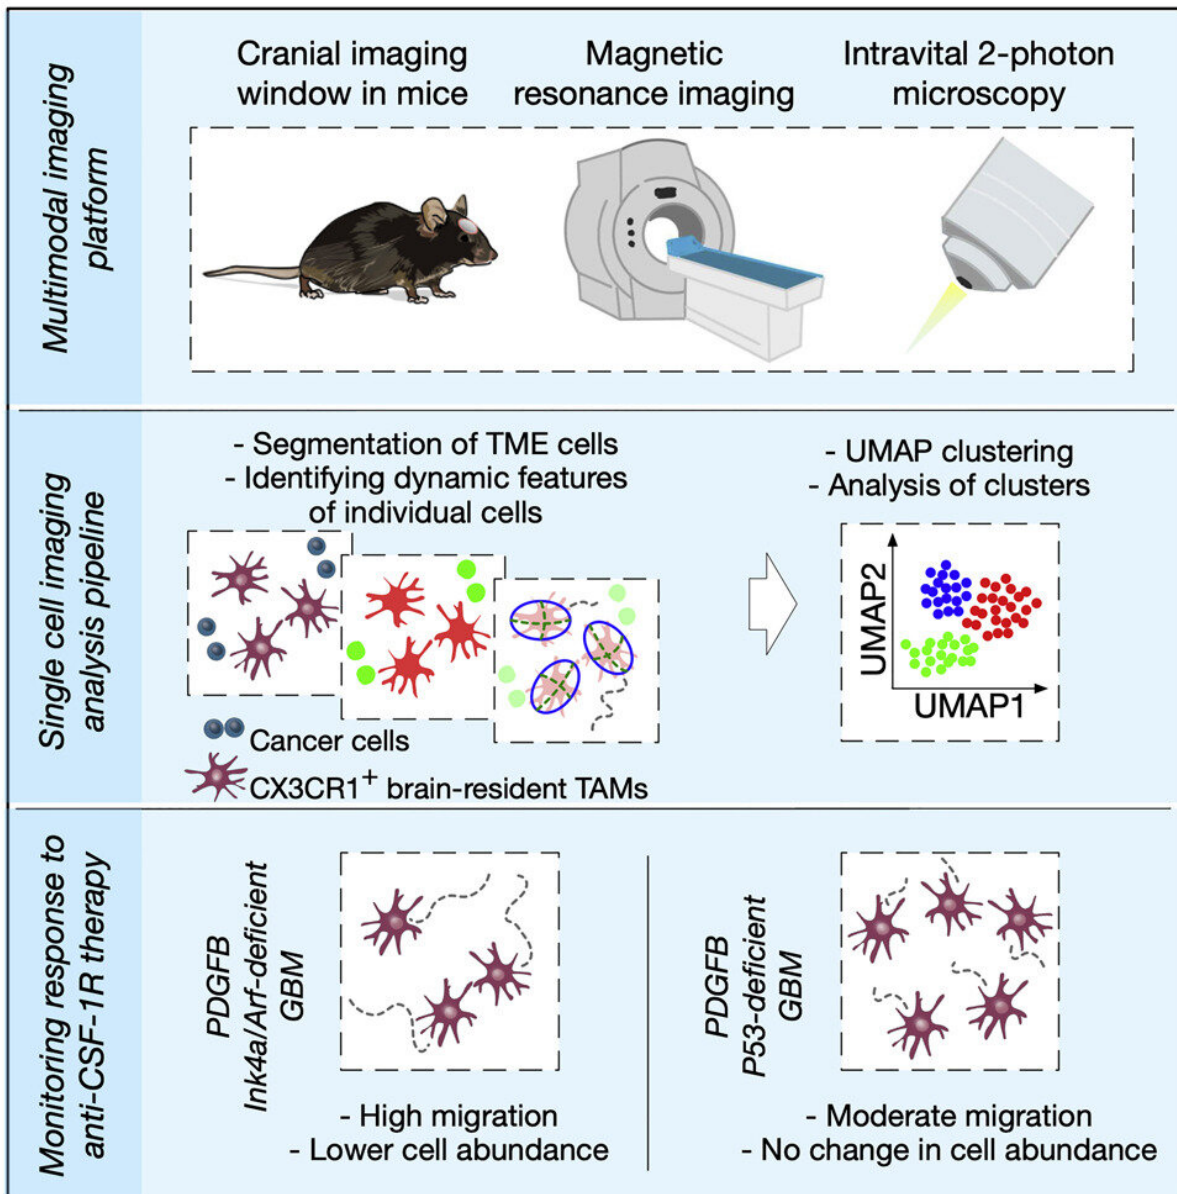 Multimodal imaging
platform
Cranial imaging
window in mice
Magnetic
resonance imaging
Intravital 2-photon
microscopy
Single cell imaging
analysis pipeline
- Segmentation of TME cells
- Identifying dynamic features
of individual cells
- UMAP clustering
- Analysis of clusters
UMAP2
UMAP1
Cancer cells
CX3CR1+ brain-resident TAMs
Monitoring response to
anti-CSF-1R therapy
PDGFB
Ink4a/Arf-deficient
GBM
- High migration
- Lower cell abundance
PDGFB
P53-deficient
GBM
- Moderate migration
- No change in cell abundance